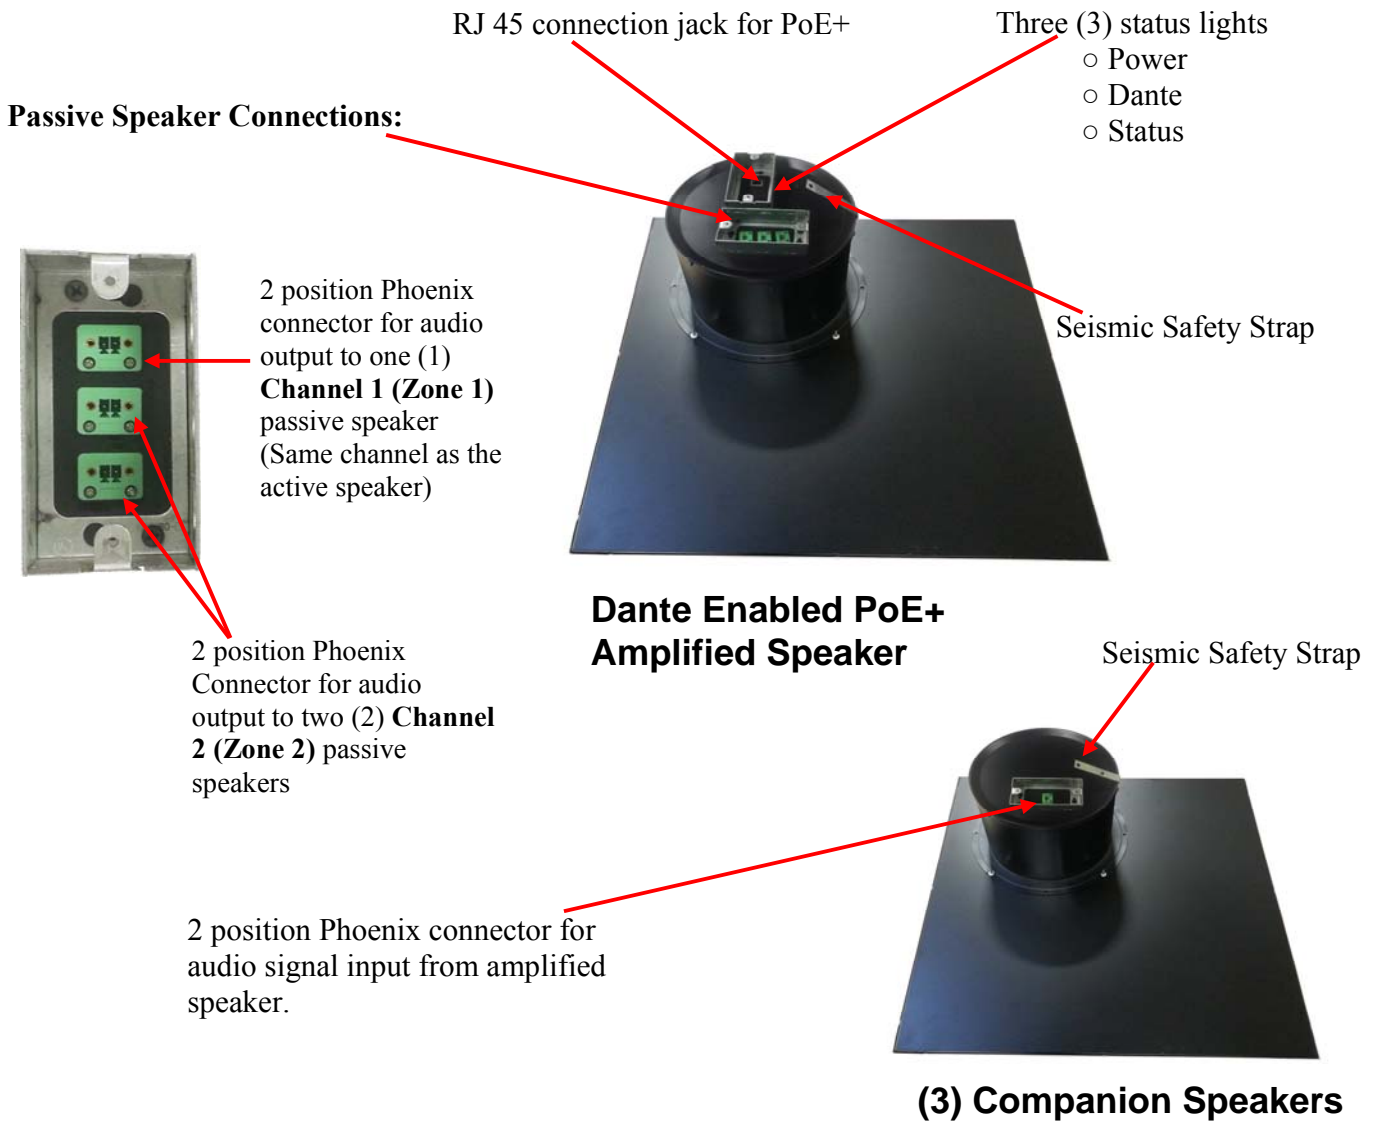 RJ 45 connection jack for PoE+
Three (3) status lights
○ Power
○ Dante
○ Status
Passive Speaker Connections:
2 position Phoenix
connector for audio
output to one (1)
Channel 1 (Zone 1)
passive speaker
(Same channel as the
active speaker)
Seismic Safety Strap
Dante Enabled PoE+
Amplified Speaker
2 position Phoenix
Connector for audio
output to two (2) Channel
2 (Zone 2) passive
speakers
Seismic Safety Strap
2 position Phoenix connector for
audio signal input from amplified
speaker.
(3) Companion Speakers